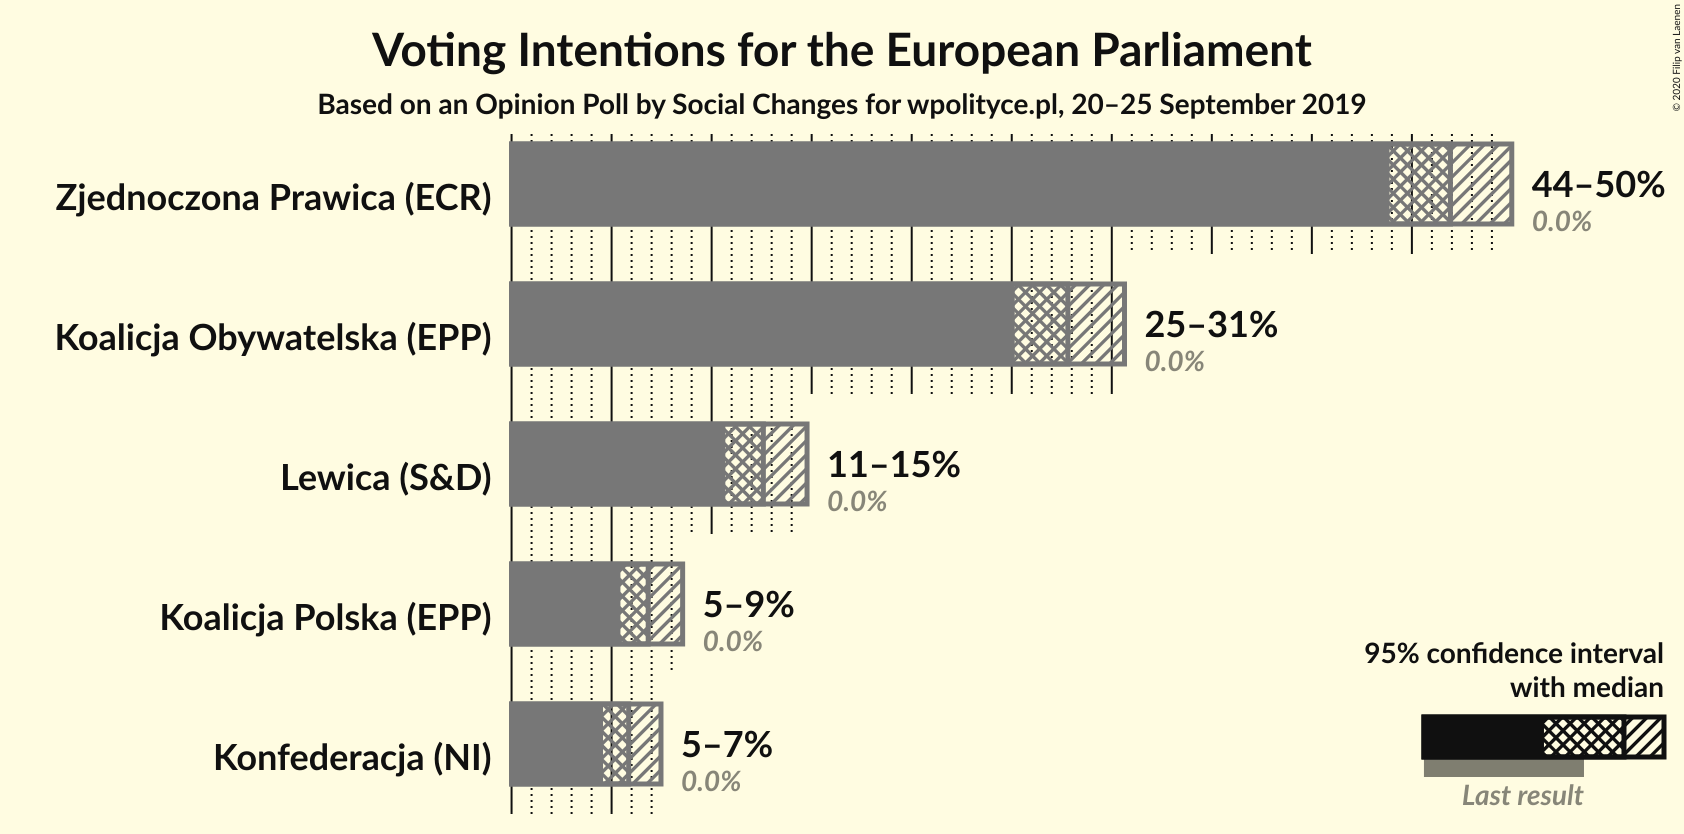 Voting Intentions for the European Parliament
Based on an Opinion Poll by Social Changes for wpolityce.pl, 20–25 September 2019
© 2020 Filip van Laenen
Zjednoczona Prawica (ECR)
44–50%
0.0%
Koalicja Obywatelska (EPP)
25–31%
0.0%
Lewica (S&D)
11–15%
0.0%
Koalicja Polska (EPP)
5–9%
0.0%
Konfederacja (NI)
5–7%
0.0%
95% confidence interval
with median
Last result